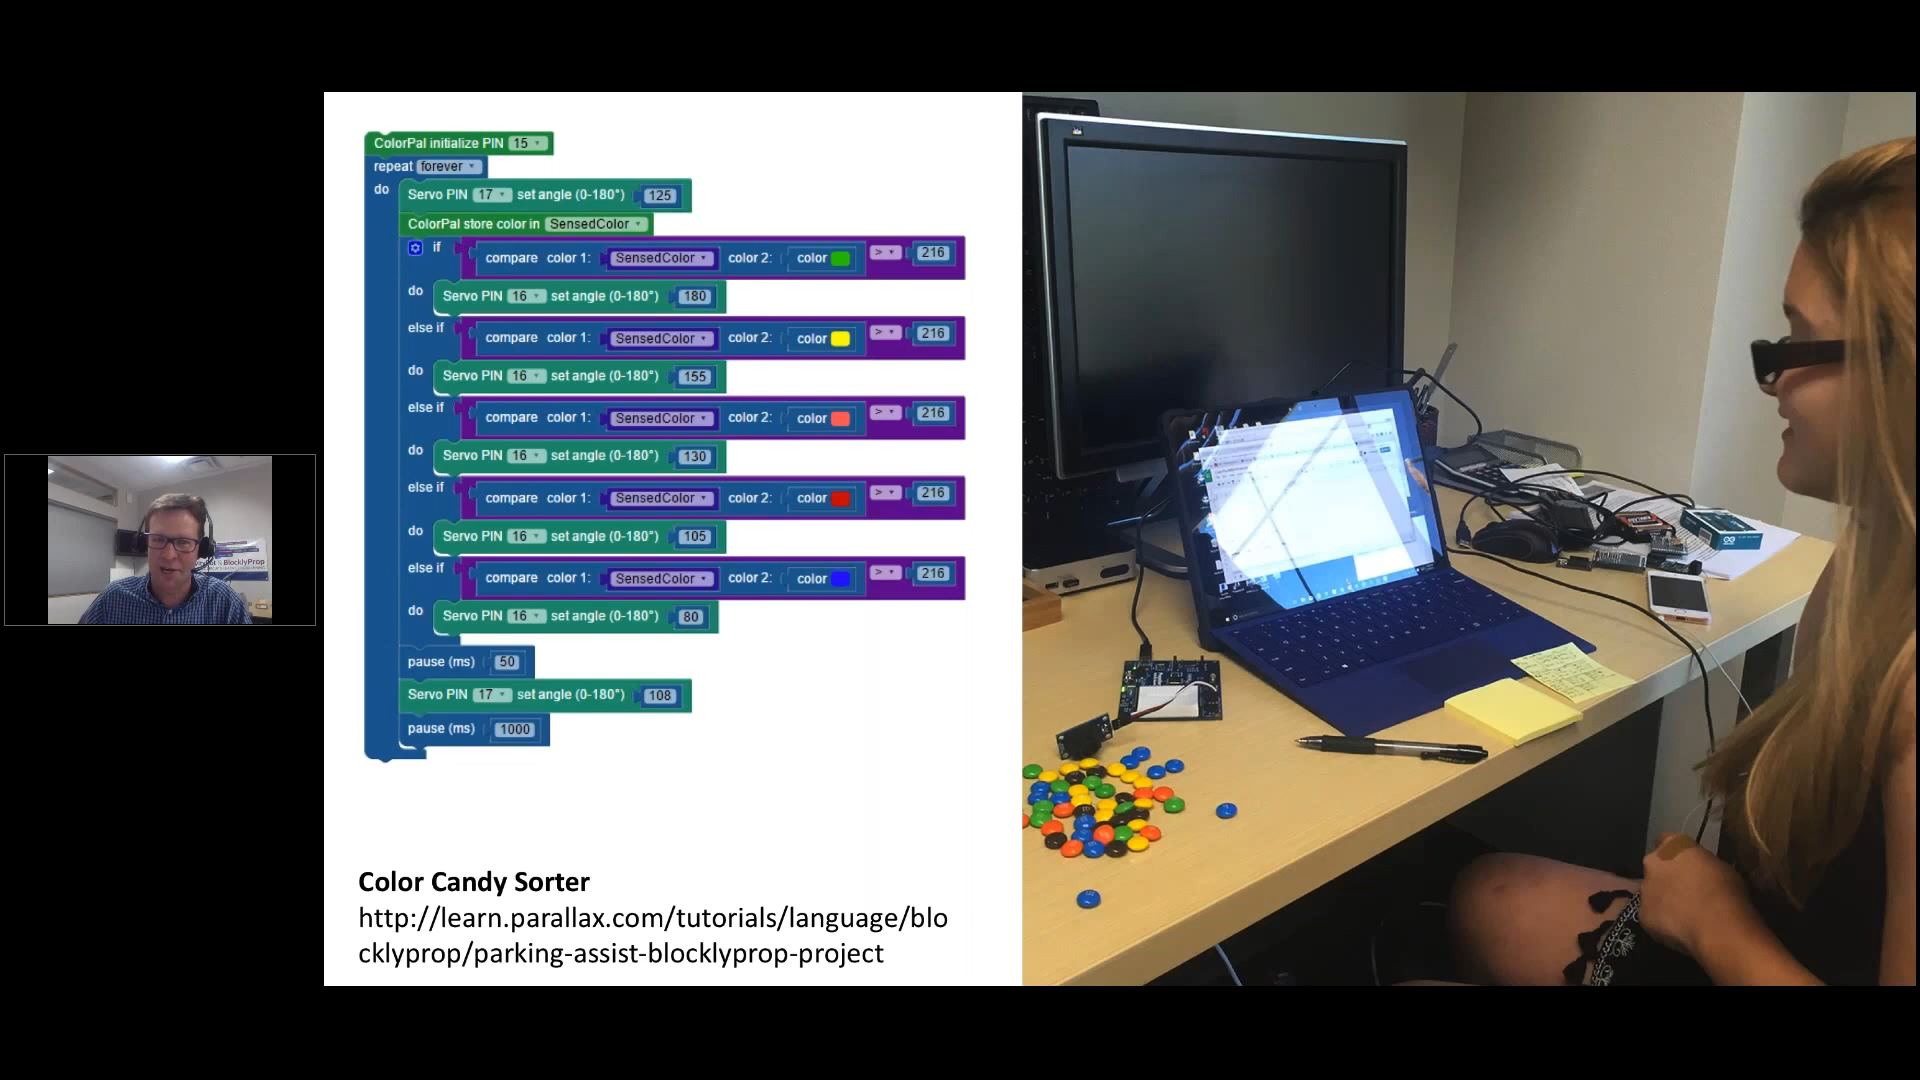 ColorPal initialize PIN 15
repeat forever
do
Servo PIN 17 set angle (0-180°) 125
ColorPal store color in SensedColor
if compare color 1: SensedColor color 2: color > 216
do Servo PIN 16 set angle (0-180°) 180
else if compare color 1: SensedColor color 2: color > 216
do Servo PIN 16 set angle (0-180°) 155
else if compare color 1: SensedColor color 2: color > 216
do Servo PIN 16 set angle (0-180°) 130
else if compare color 1: SensedColor color 2: color > 216
do Servo PIN 16 set angle (0-180°) 105
else if compare color 1: SensedColor color 2: color > 216
do Servo PIN 16 set angle (0-180°) 80
pause (ms) 50
Servo PIN 17 set angle (0-180°) 108
pause (ms) 1000
BlocklyProp
Color Candy Sorter
http://learn.parallax.com/tutorials/language/blo
cklyprop/parking-assist-blocklyprop-project